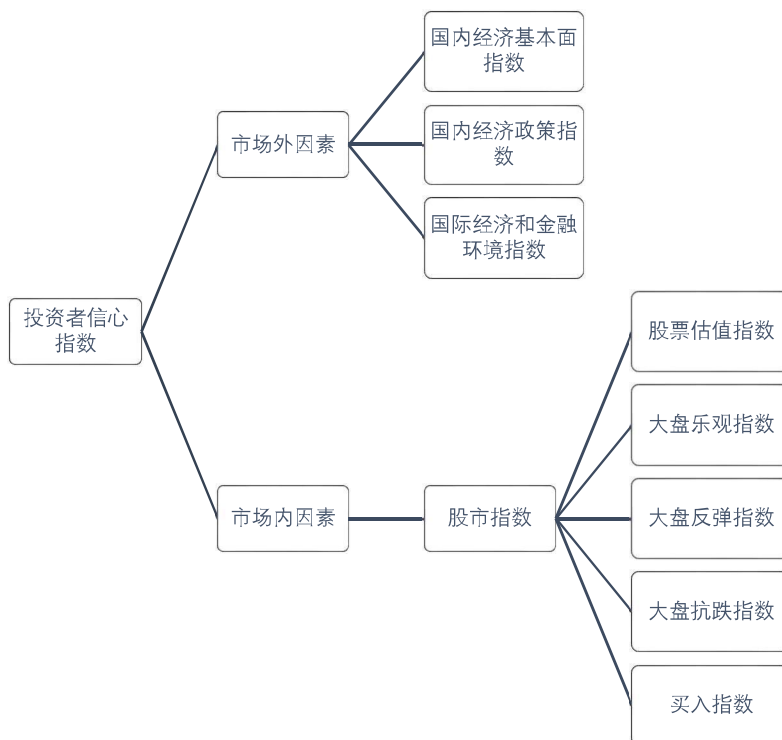 国内经济基本面
指数
市场外因素
国内经济政策指
数
国际经济和金融
环境指数
投资者信心
指数
股票估值指数
大盘乐观指数
市场内因素
股市指数
大盘反弹指数
大盘抗跌指数
买入指数